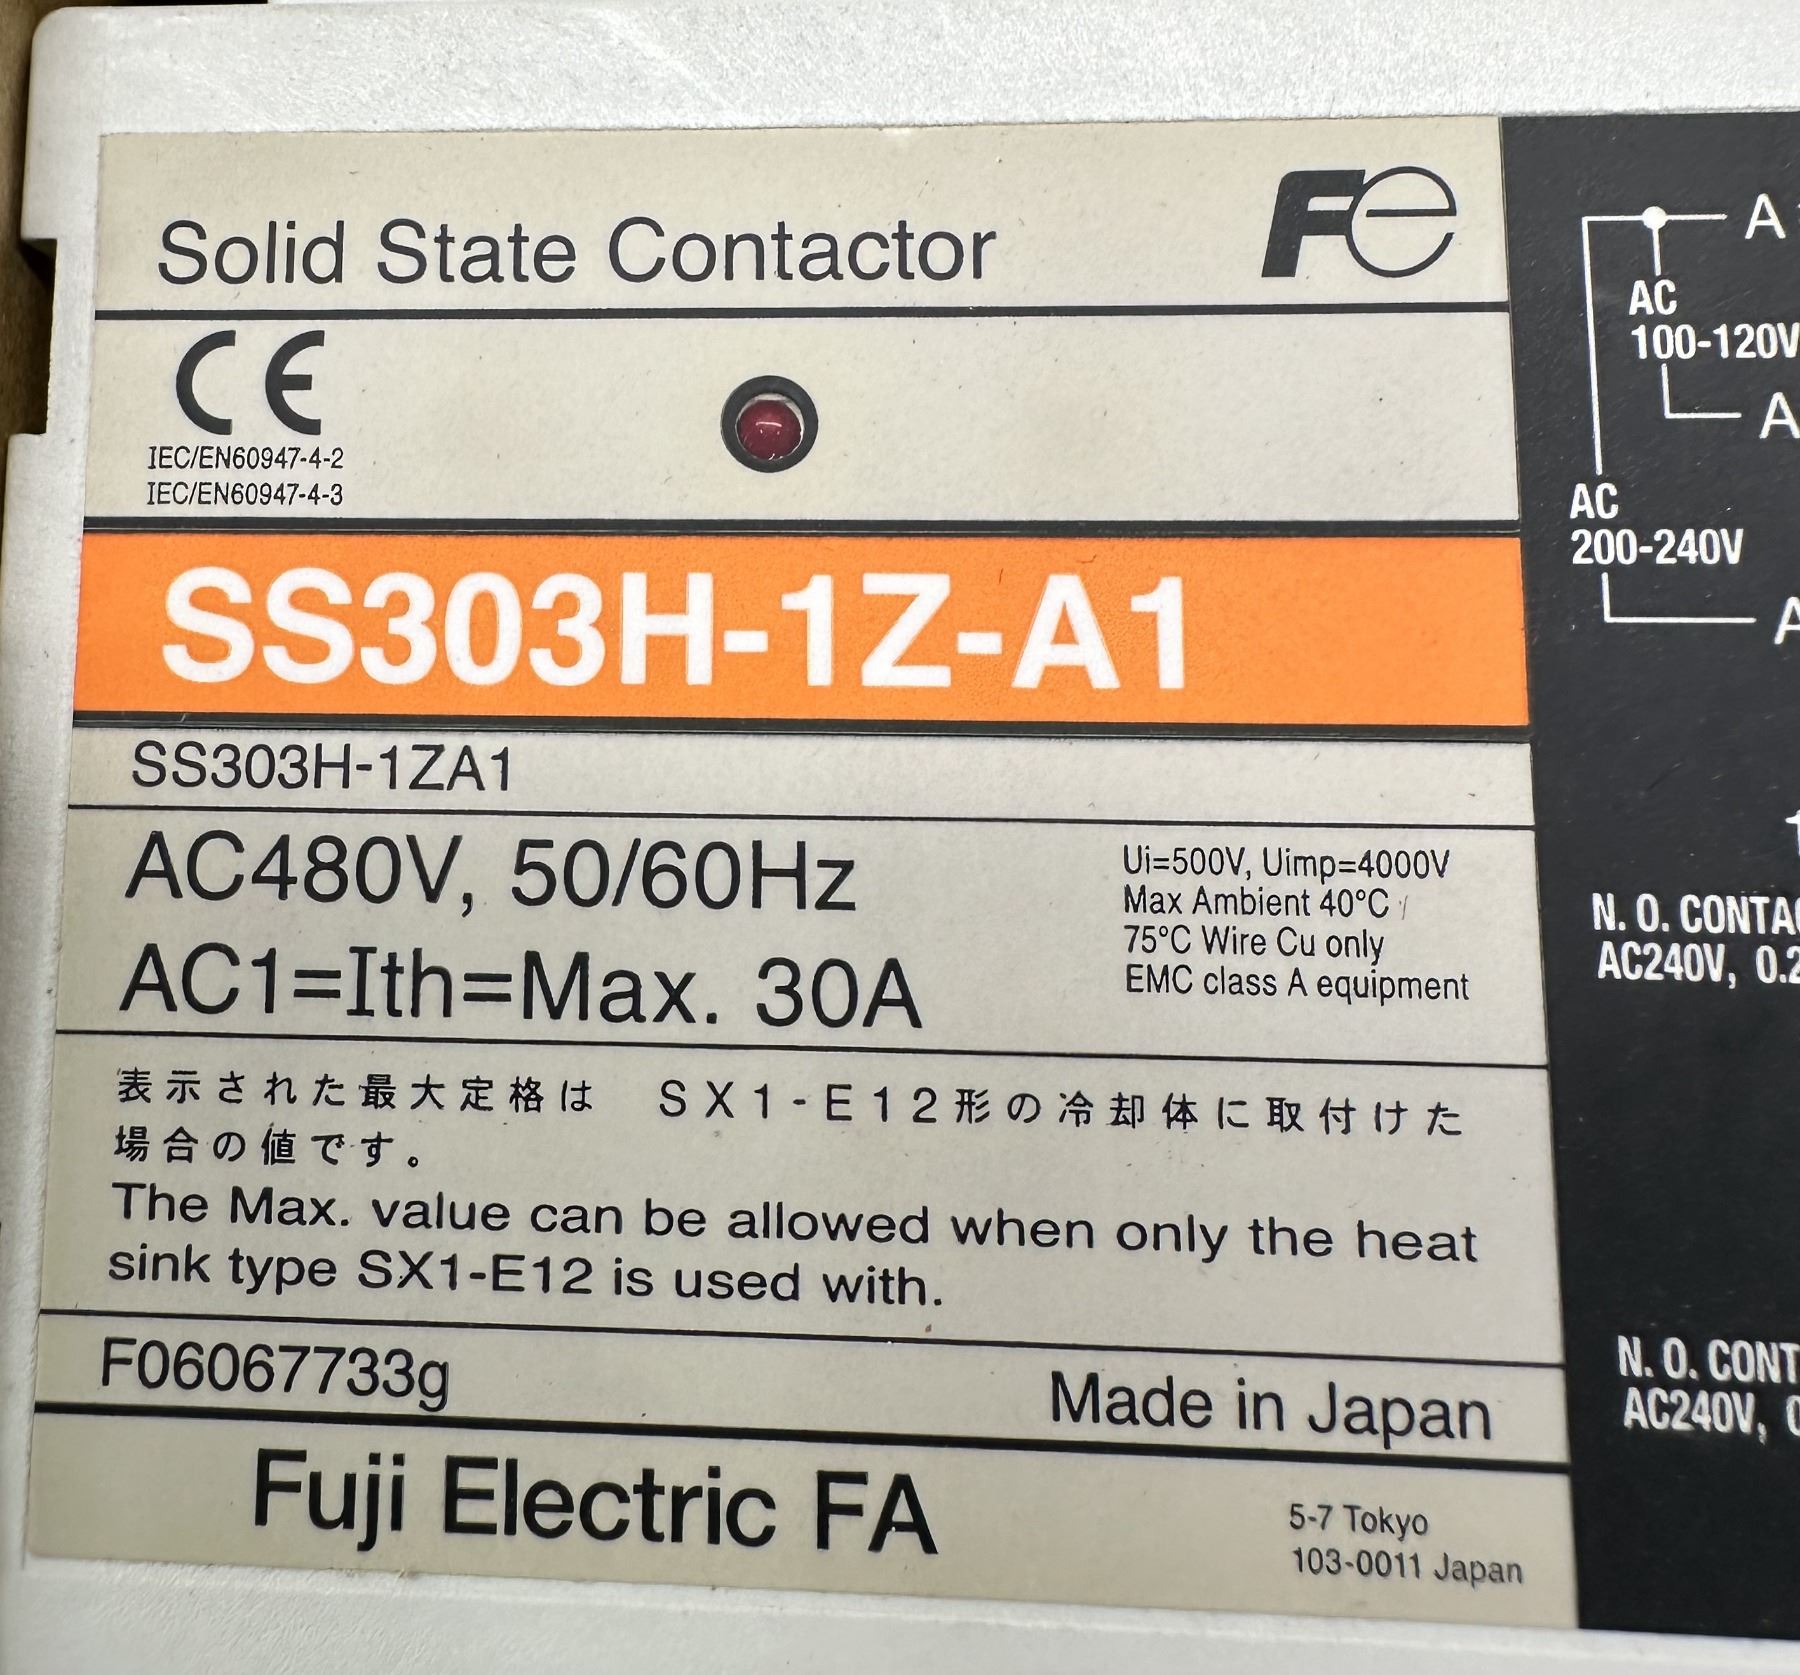 Solid State Contactor
Fe
CE
IEC/EN60947-4-2
IEC/EN60947-4-3
SS303H-1Z-A1
SS303H-1ZA1
AC480V, 50/60Hz
AC1=Ith=Max. 30A
Ui=500V, Uimp=4000V
Max Ambient 40°C
75°C Wire Cu only
EMC class A equipment
表示された最大定格は SX1-E12形の冷却体に取付けた
場合の値です。
The Max. value can be allowed when only the heat
sink type SX1-E12 is used with.
F06067733g
Made in Japan
Fuji Electric FA
5-7 Tokyo
103-0011 Japan
A
AC
100-120V
A
AC
200-240V
A
N. O.
AC240V,
N. O.
AC240V,